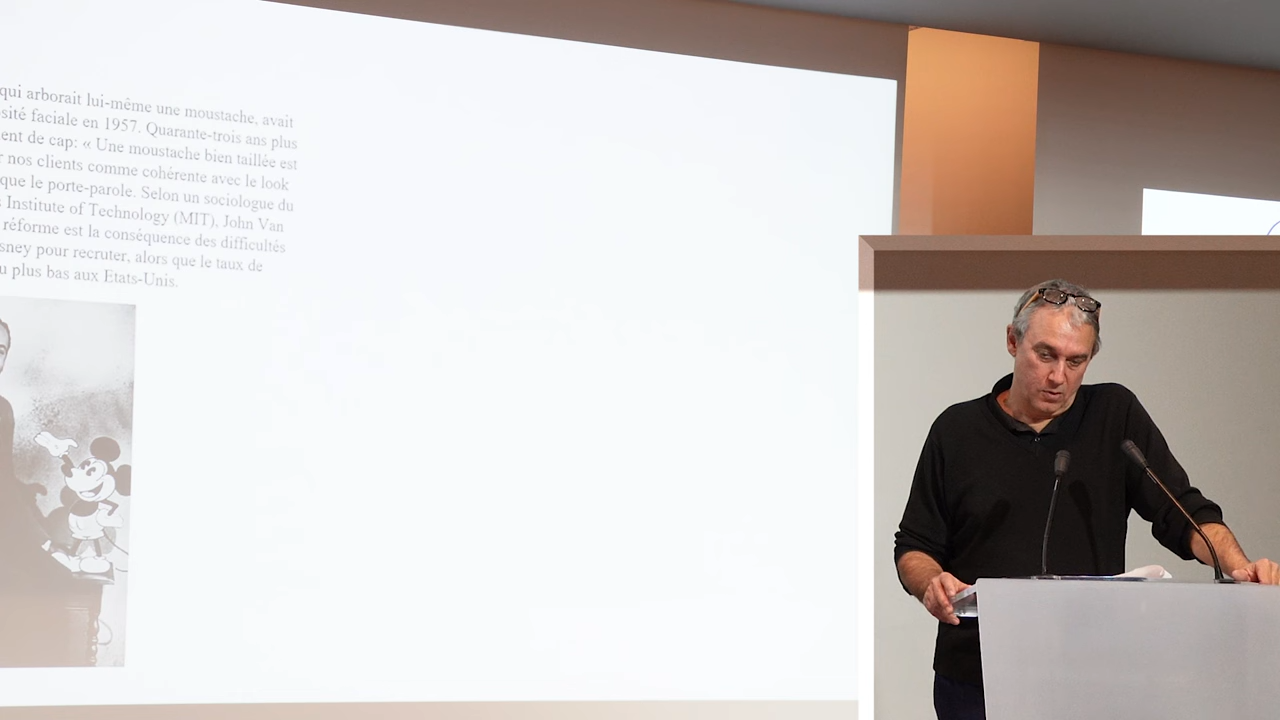 qui arborait lui-même une moustache, avait
sité faciale en 1957. Quarante-trois ans plus
ent de cap: « Une moustache bien taillée est
r nos clients comme cohérente avec le look
que le porte-parole. Selon un sociologue du
s Institute of Technology (MIT), John Van
réforme est la conséquence des difficultés
sney pour recruter, alors que le taux de
u plus bas aux Etats-Unis.